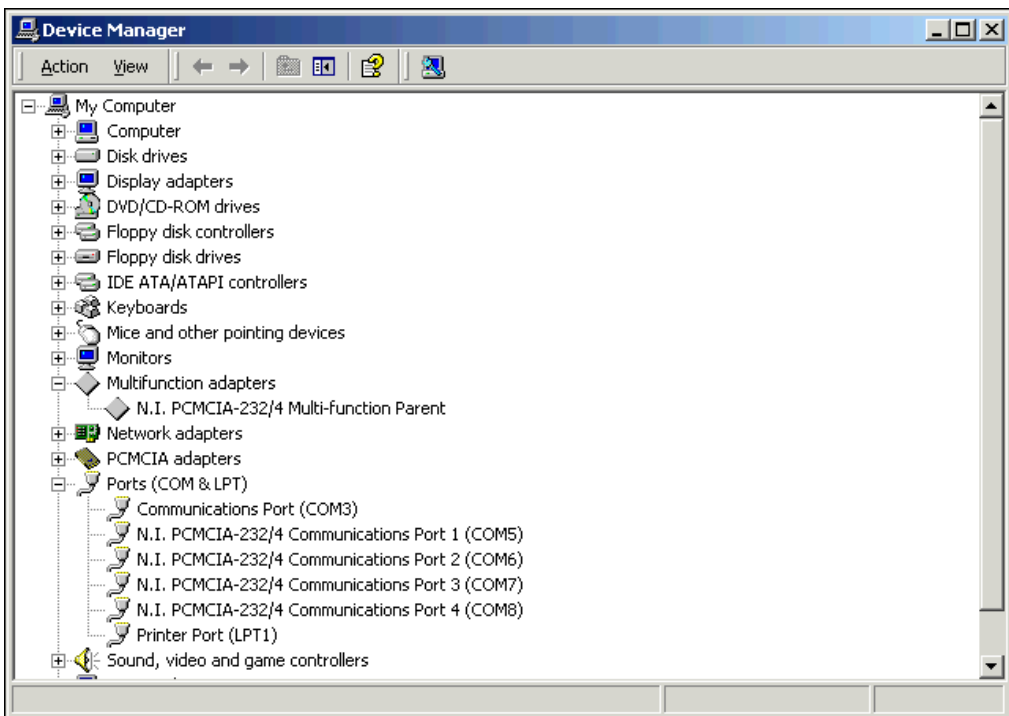 Device Manager
Action View
My Computer
Computer
Disk drives
Display adapters
DVD/CD-ROM drives
Floppy disk controllers
Floppy disk drives
IDE ATA/ATAPI controllers
Keyboards
Mice and other pointing devices
Monitors
Multifunction adapters
N.I. PCMCIA-232/4 Multi-function Parent
Network adapters
PCMCIA adapters
Ports (COM & LPT)
Communications Port (COM3)
N.I. PCMCIA-232/4 Communications Port 1 (COM5)
N.I. PCMCIA-232/4 Communications Port 2 (COM6)
N.I. PCMCIA-232/4 Communications Port 3 (COM7)
N.I. PCMCIA-232/4 Communications Port 4 (COM8)
Printer Port (LPT1)
Sound, video and game controllers